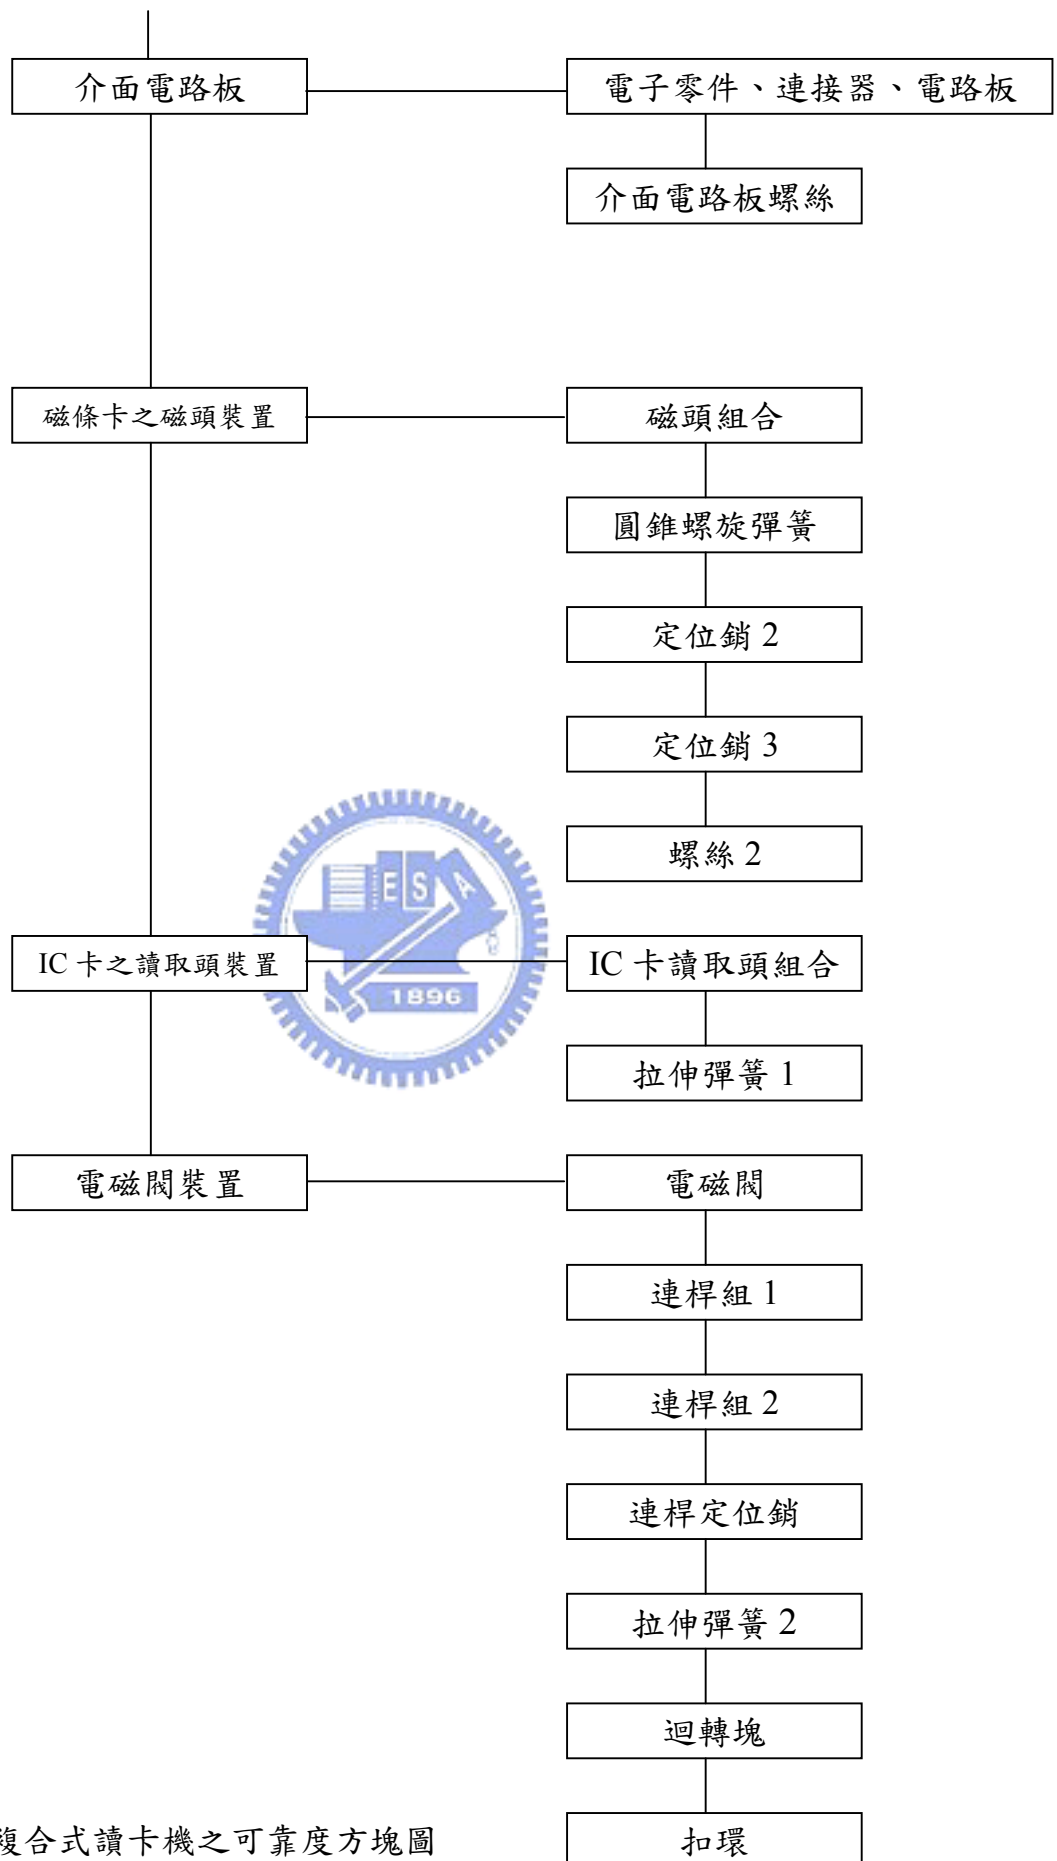 介面電路板
電子零件、連接器、電路板
介面電路板螺絲
磁條卡之磁頭裝置
磁頭組合
圓錐螺旋彈簧
定位銷 2
定位銷 3
螺絲 2
E S A
1896
IC 卡之讀取頭裝置
IC 卡讀取頭組合
拉伸彈簧 1
電磁閥裝置
電磁閥
連桿組 1
連桿組 2
連桿定位銷
拉伸彈簧 2
迴轉塊
複合式讀卡機之可靠度方塊圖
扣環